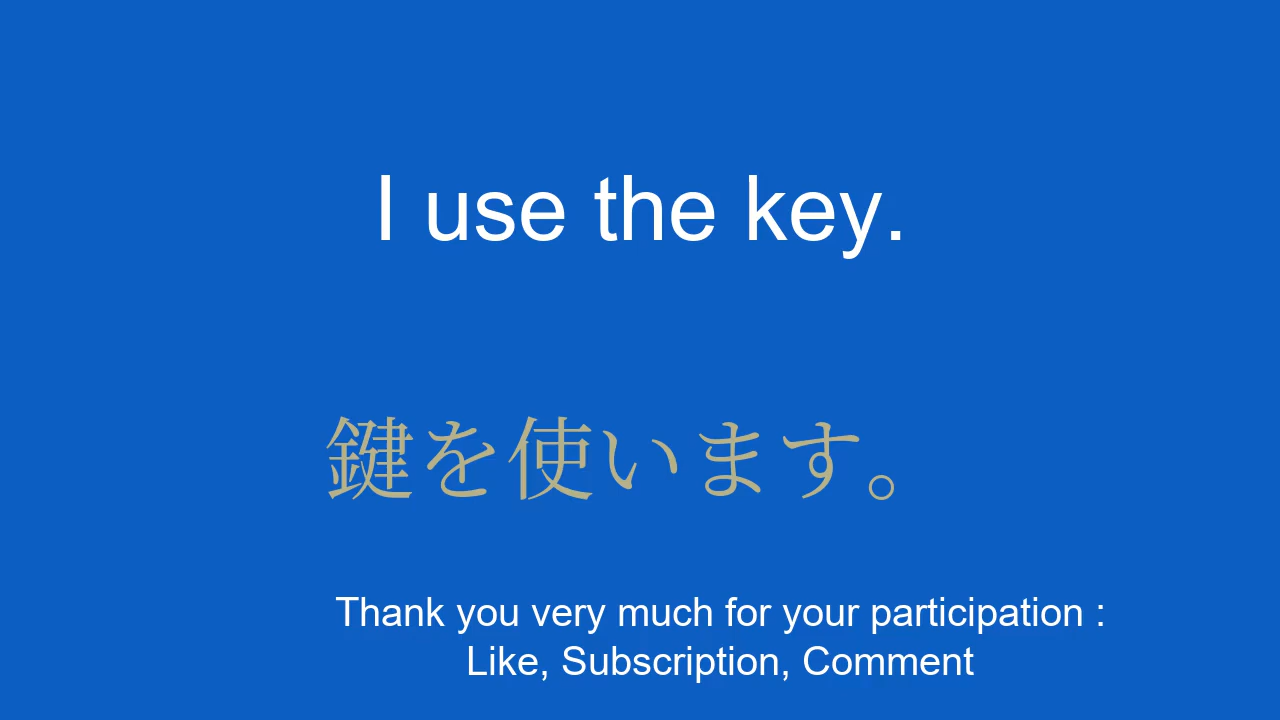 I use the key.
鍵を使います。
Thank you very much for your participation :
Like, Subscription, Comment